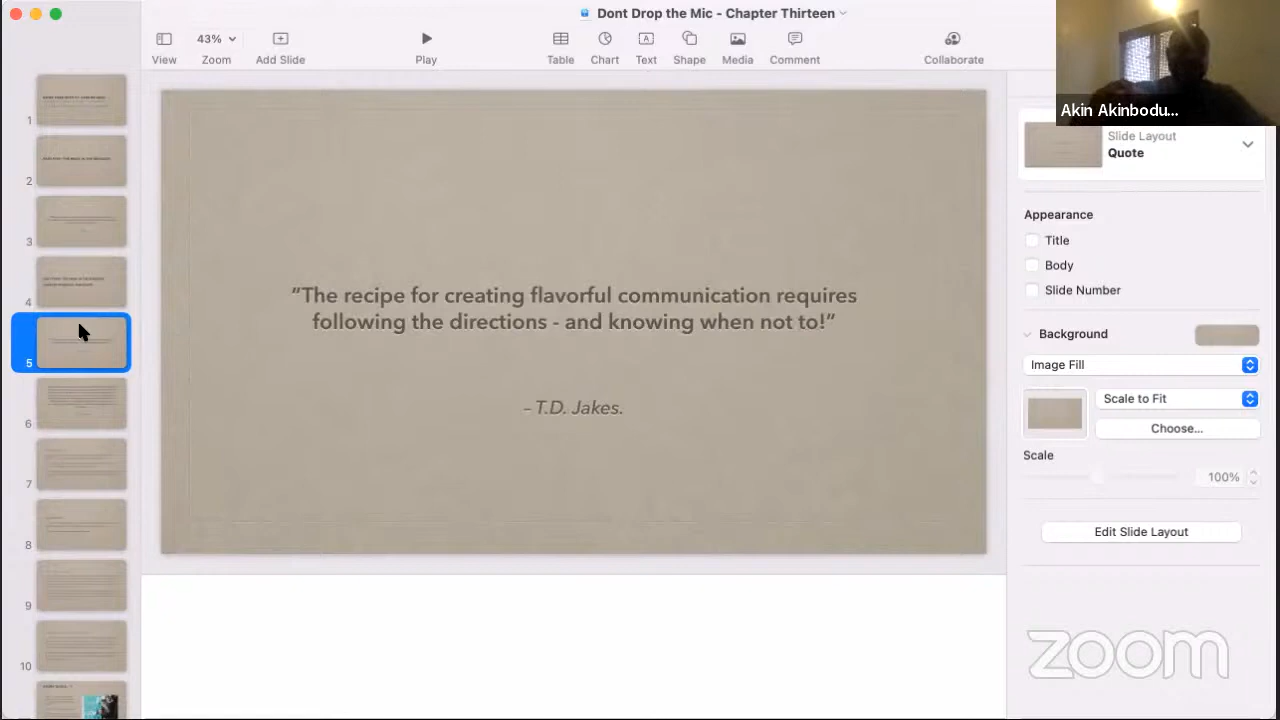 Dont Drop the Mic - Chapter Thirteen
43%
View
Zoom
Add Slide
Play
Table
Chart
Text
Shape
Media
Comment
Collaborate
Akin Akinbodu...
1
2
3
4
5
6
7
8
9
10
"The recipe for creating flavorful communication requires
following the directions - and knowing when not to!"
– T.D. Jakes.
Slide Layout
Quote
Appearance
Title
Body
Slide Number
Background
Image Fill
Scale to Fit
Choose...
Scale
100%
Edit Slide Layout
zoom